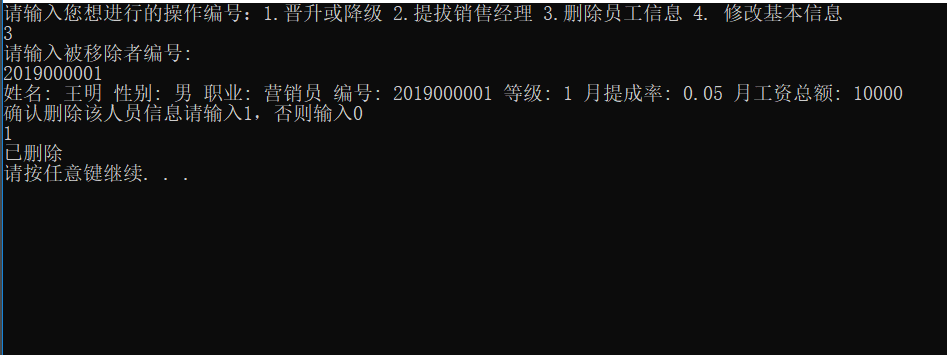 请输入您想进行的操作编号：1.晋升或降级 2.提拔销售经理 3.删除员工信息 4. 修改基本信息
3
请输入被移除者编号:
2019000001
姓名: 王明 性别: 男 职业: 营销员 编号: 2019000001 等级: 1 月提成率: 0.05 月工资总额: 10000
确认删除该人员信息请输入1，否则输入0
1
已删除
请按任意键继续. . .